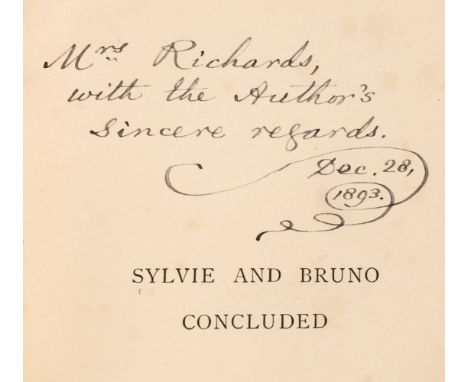 Mrs Richards,
with the Author's
sincere regards.
Dec. 28,
1893.
SYLVIE AND BRUNO
CONCLUDED